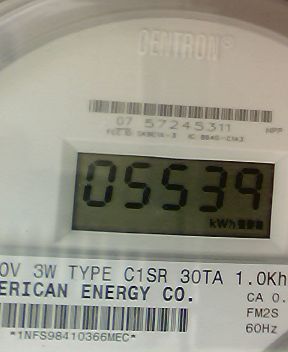 CENTRON®
07 57245311
HPP
05539
kWh
0V 3W TYPE C1SR 30TA 1.0Kh
ERICAN ENERGY CO.
CA 0.
FM2S
60Hz
*1NFS98410366MEC*